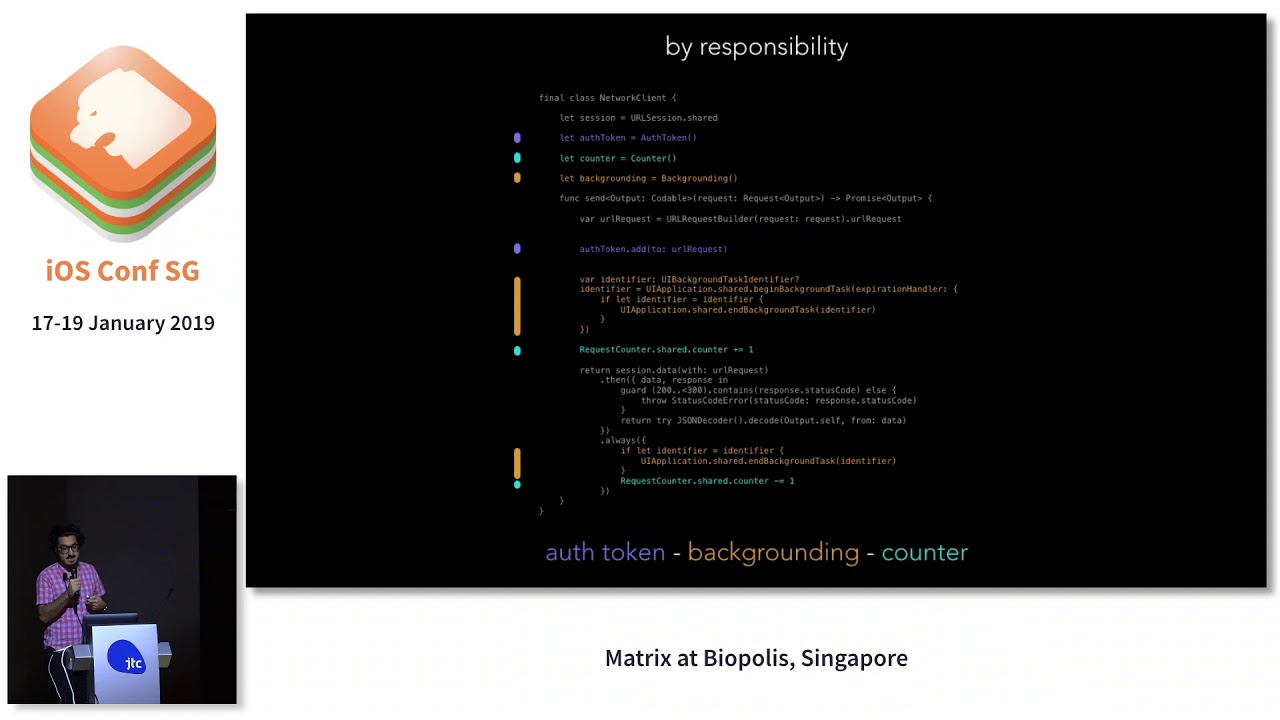 iOS Conf SG
17-19 January 2019
by responsibility
final class NetworkClient {
let session = URLSession.shared
let authToken = AuthToken()
let counter = Counter()
let backgrounding = Backgrounding()
func send<Output: Codable>(request: Request<Output>) -> Promise<Output> {
var urlRequest = URLRequestBuilder(request: request).urlRequest
authToken.add(to: urlRequest)
var identifier: UIBackgroundTaskIdentifier?
identifier = UIApplication.shared.beginBackgroundTask(expirationHandler: {
if let identifier = identifier {
UIApplication.shared.endBackgroundTask(identifier)
}
})
RequestCounter.shared.counter += 1
return session.data(with: urlRequest)
.then({ data, response in
guard (200..<300).contains(response.statusCode) else {
throw StatusCodeError(statusCode: response.statusCode)
}
return try JSONDecoder().decode(Output.self, from: data)
})
.always({
if let identifier = identifier {
UIApplication.shared.endBackgroundTask(identifier)
}
RequestCounter.shared.counter -= 1
})
}
}
auth token - backgrounding - counter
jtc
Matrix at Biopolis, Singapore